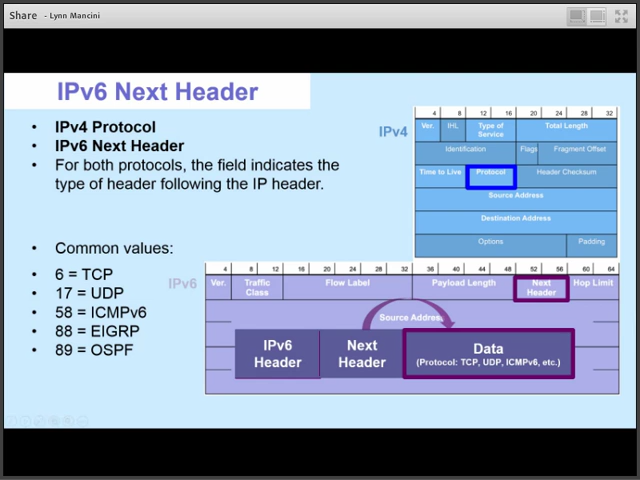 Share - Lynn Mancini
IPv6 Next Header
• IPv4 Protocol
• IPv6 Next Header
• For both protocols, the field indicates the
type of header following the IP header.
• Common values:
• 6 = TCP
• 17 = UDP
• 58 = ICMPv6
• 88 = EIGRP
• 89 = OSPF
IPv4
4 8 12 16 20 24 28 32
Ver. IHL Type of Service Total Length
Identification Flags Fragment Offset
Time to Live Protocol Header Checksum
Source Address
Destination Address
Options Padding
IPv6
4 8 12 16 20 24 28 32 36 40 44 48 52 56 64
Ver. Traffic Class Flow Label Payload Length Next Header Hop Limit
Source Address
IPv6 Header
Next Header
Data
(Protocol: TCP, UDP, ICMPv6, etc.)